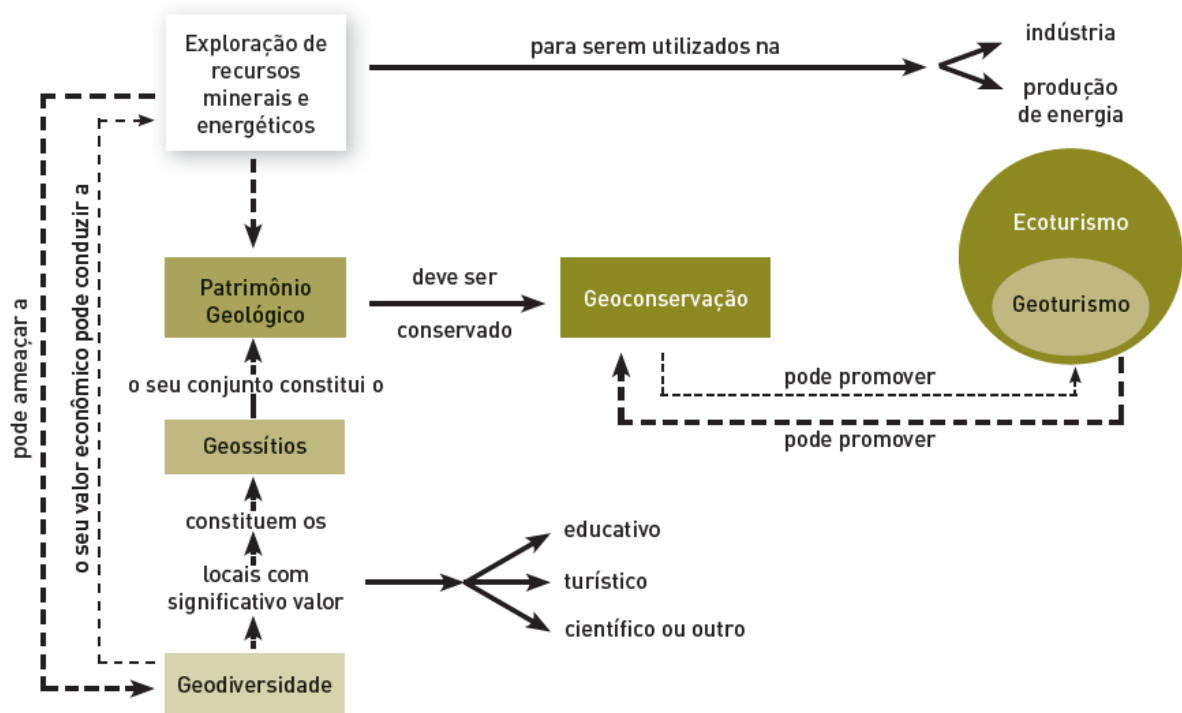 Exploração de
recursos
minerais e
energéticos
para serem utilizados na
indústria
produção
de energia
Ecoturismo
Geoturismo
Patrimônio
Geológico
deve ser
conservado
Geoconservação
pode promover
pode promover
o seu conjunto constitui o
Geossítios
constituem os
locais com
significativo valor
educativo
turístico
científico ou outro
Geodiversidade
pode ameaçar a
o seu valor econômico pode conduzir a